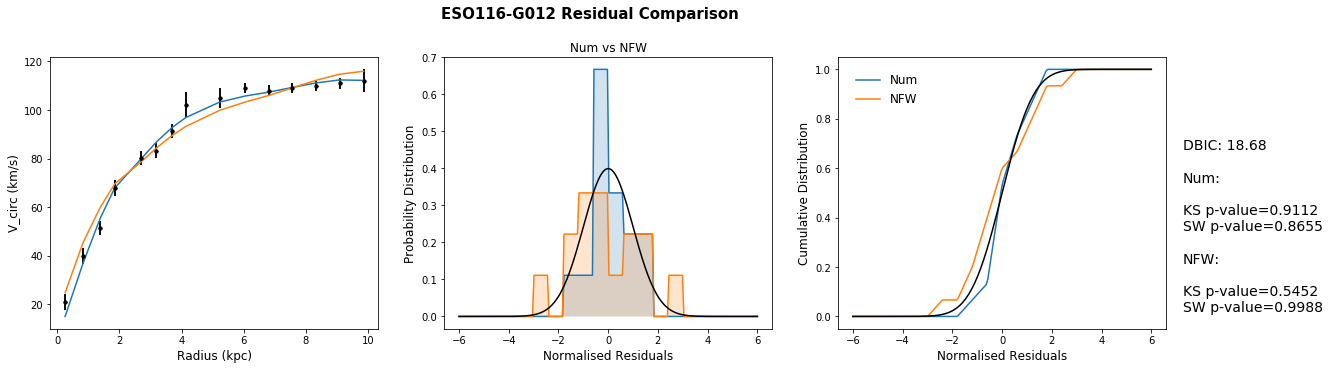 ESO116-G012 Residual Comparison
120
100
80
60
40
20
V_circ (km/s)
0
2
4
6
8
10
Radius (kpc)
Num vs NFW
0.7
0.6
0.5
0.4
0.3
0.2
0.1
0.0
Probability Distribution
−6
−4
−2
0
2
4
6
Normalised Residuals
Num
NFW
1.0
0.8
0.6
0.4
0.2
0.0
Cumulative Distribution
−6
−4
−2
0
2
4
6
Normalised Residuals
DBIC: 18.68
Num:
KS p-value=0.9112
SW p-value=0.8655
NFW:
KS p-value=0.5452
SW p-value=0.9988